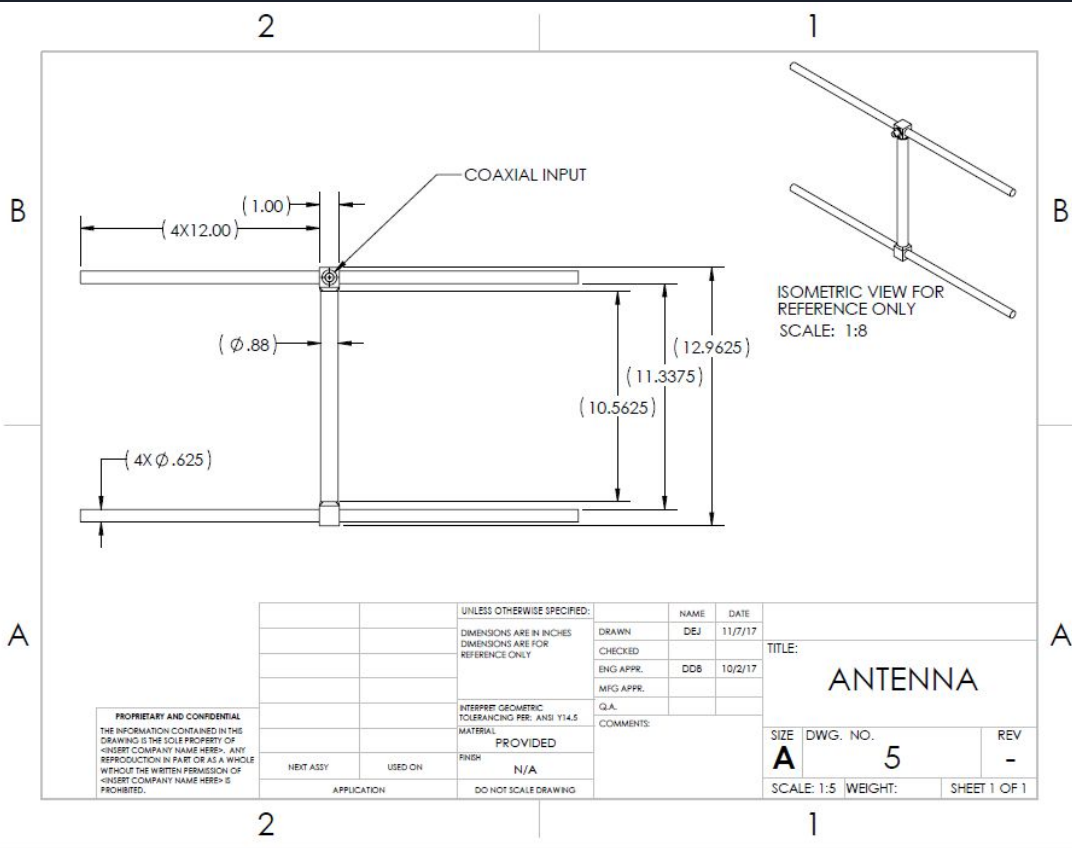 2
1
B
B
COAXIAL INPUT
(1.00)
(4X12.00)
(Ø.88)
(12.9625)
(11.3375)
(10.5625)
(4X Ø.625)
ISOMETRIC VIEW FOR
REFERENCE ONLY
SCALE: 1:8
A
A
PROPRIETARY AND CONFIDENTIAL
THE INFORMATION CONTAINED IN THIS
DRAWING IS THE SOLE PROPERTY OF
<INSERT COMPANY NAME HERE>. ANY
REPRODUCTION IN PART OR AS A WHOLE
WITHOUT THE WRITTEN PERMISSION OF
<INSERT COMPANY NAME HERE> IS
PROHIBITED.
NEXT ASSY
USED ON
APPLICATION
UNLESS OTHERWISE SPECIFIED:
DIMENSIONS ARE IN INCHES
DIMENSIONS ARE FOR
REFERENCE ONLY
INTERPRET GEOMETRIC
TOLERANCING PER: ANSI Y14.5
MATERIAL
PROVIDED
FINISH
N/A
DO NOT SCALE DRAWING
NAME DATE
DRAWN DEJ 11/7/17
CHECKED
ENG APPR. DDB 10/2/17
MFG APPR.
Q.A.
COMMENTS:
TITLE:
ANTENNA
SIZE DWG. NO. REV
A 5 -
SCALE: 1:5 WEIGHT: SHEET 1 OF 1
2
1